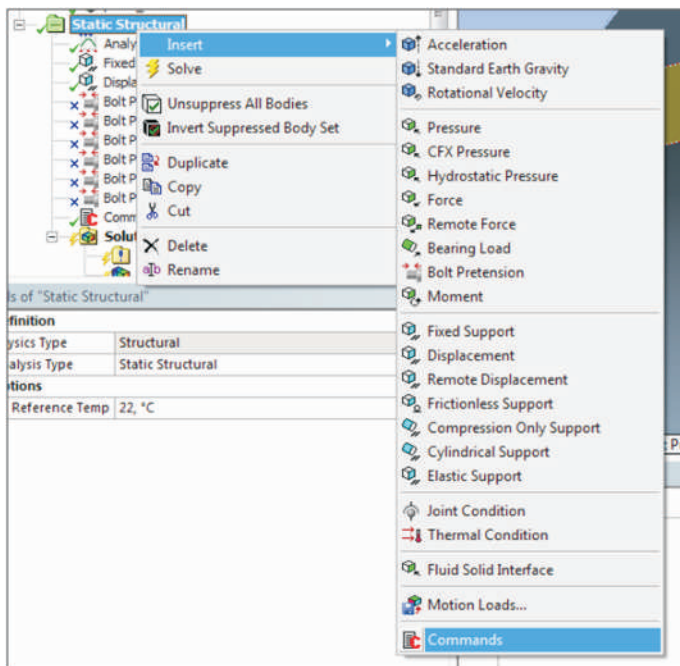 Static Structural
Analy
Fixed
Displa
Bolt P
Bolt P
Bolt P
Bolt P
Bolt P
Bolt P
Comm
Solut
Insert
Solve
Unsuppress All Bodies
Invert Suppressed Body Set
Duplicate
Copy
Cut
Delete
Rename
Acceleration
Standard Earth Gravity
Rotational Velocity
Pressure
CFX Pressure
Hydrostatic Pressure
Force
Remote Force
Bearing Load
Bolt Pretension
Moment
Fixed Support
Displacement
Remote Displacement
Frictionless Support
Compression Only Support
Cylindrical Support
Elastic Support
Joint Condition
Thermal Condition
Fluid Solid Interface
Motion Loads...
Commands
ls of "Static Structural"
finition
ysics Type Structural
alysis Type Static Structural
tions
Reference Temp 22, °C
P